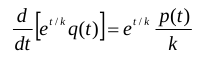 d/dt[e^{t/k} q(t)] = e^{t/k} p(t)/k